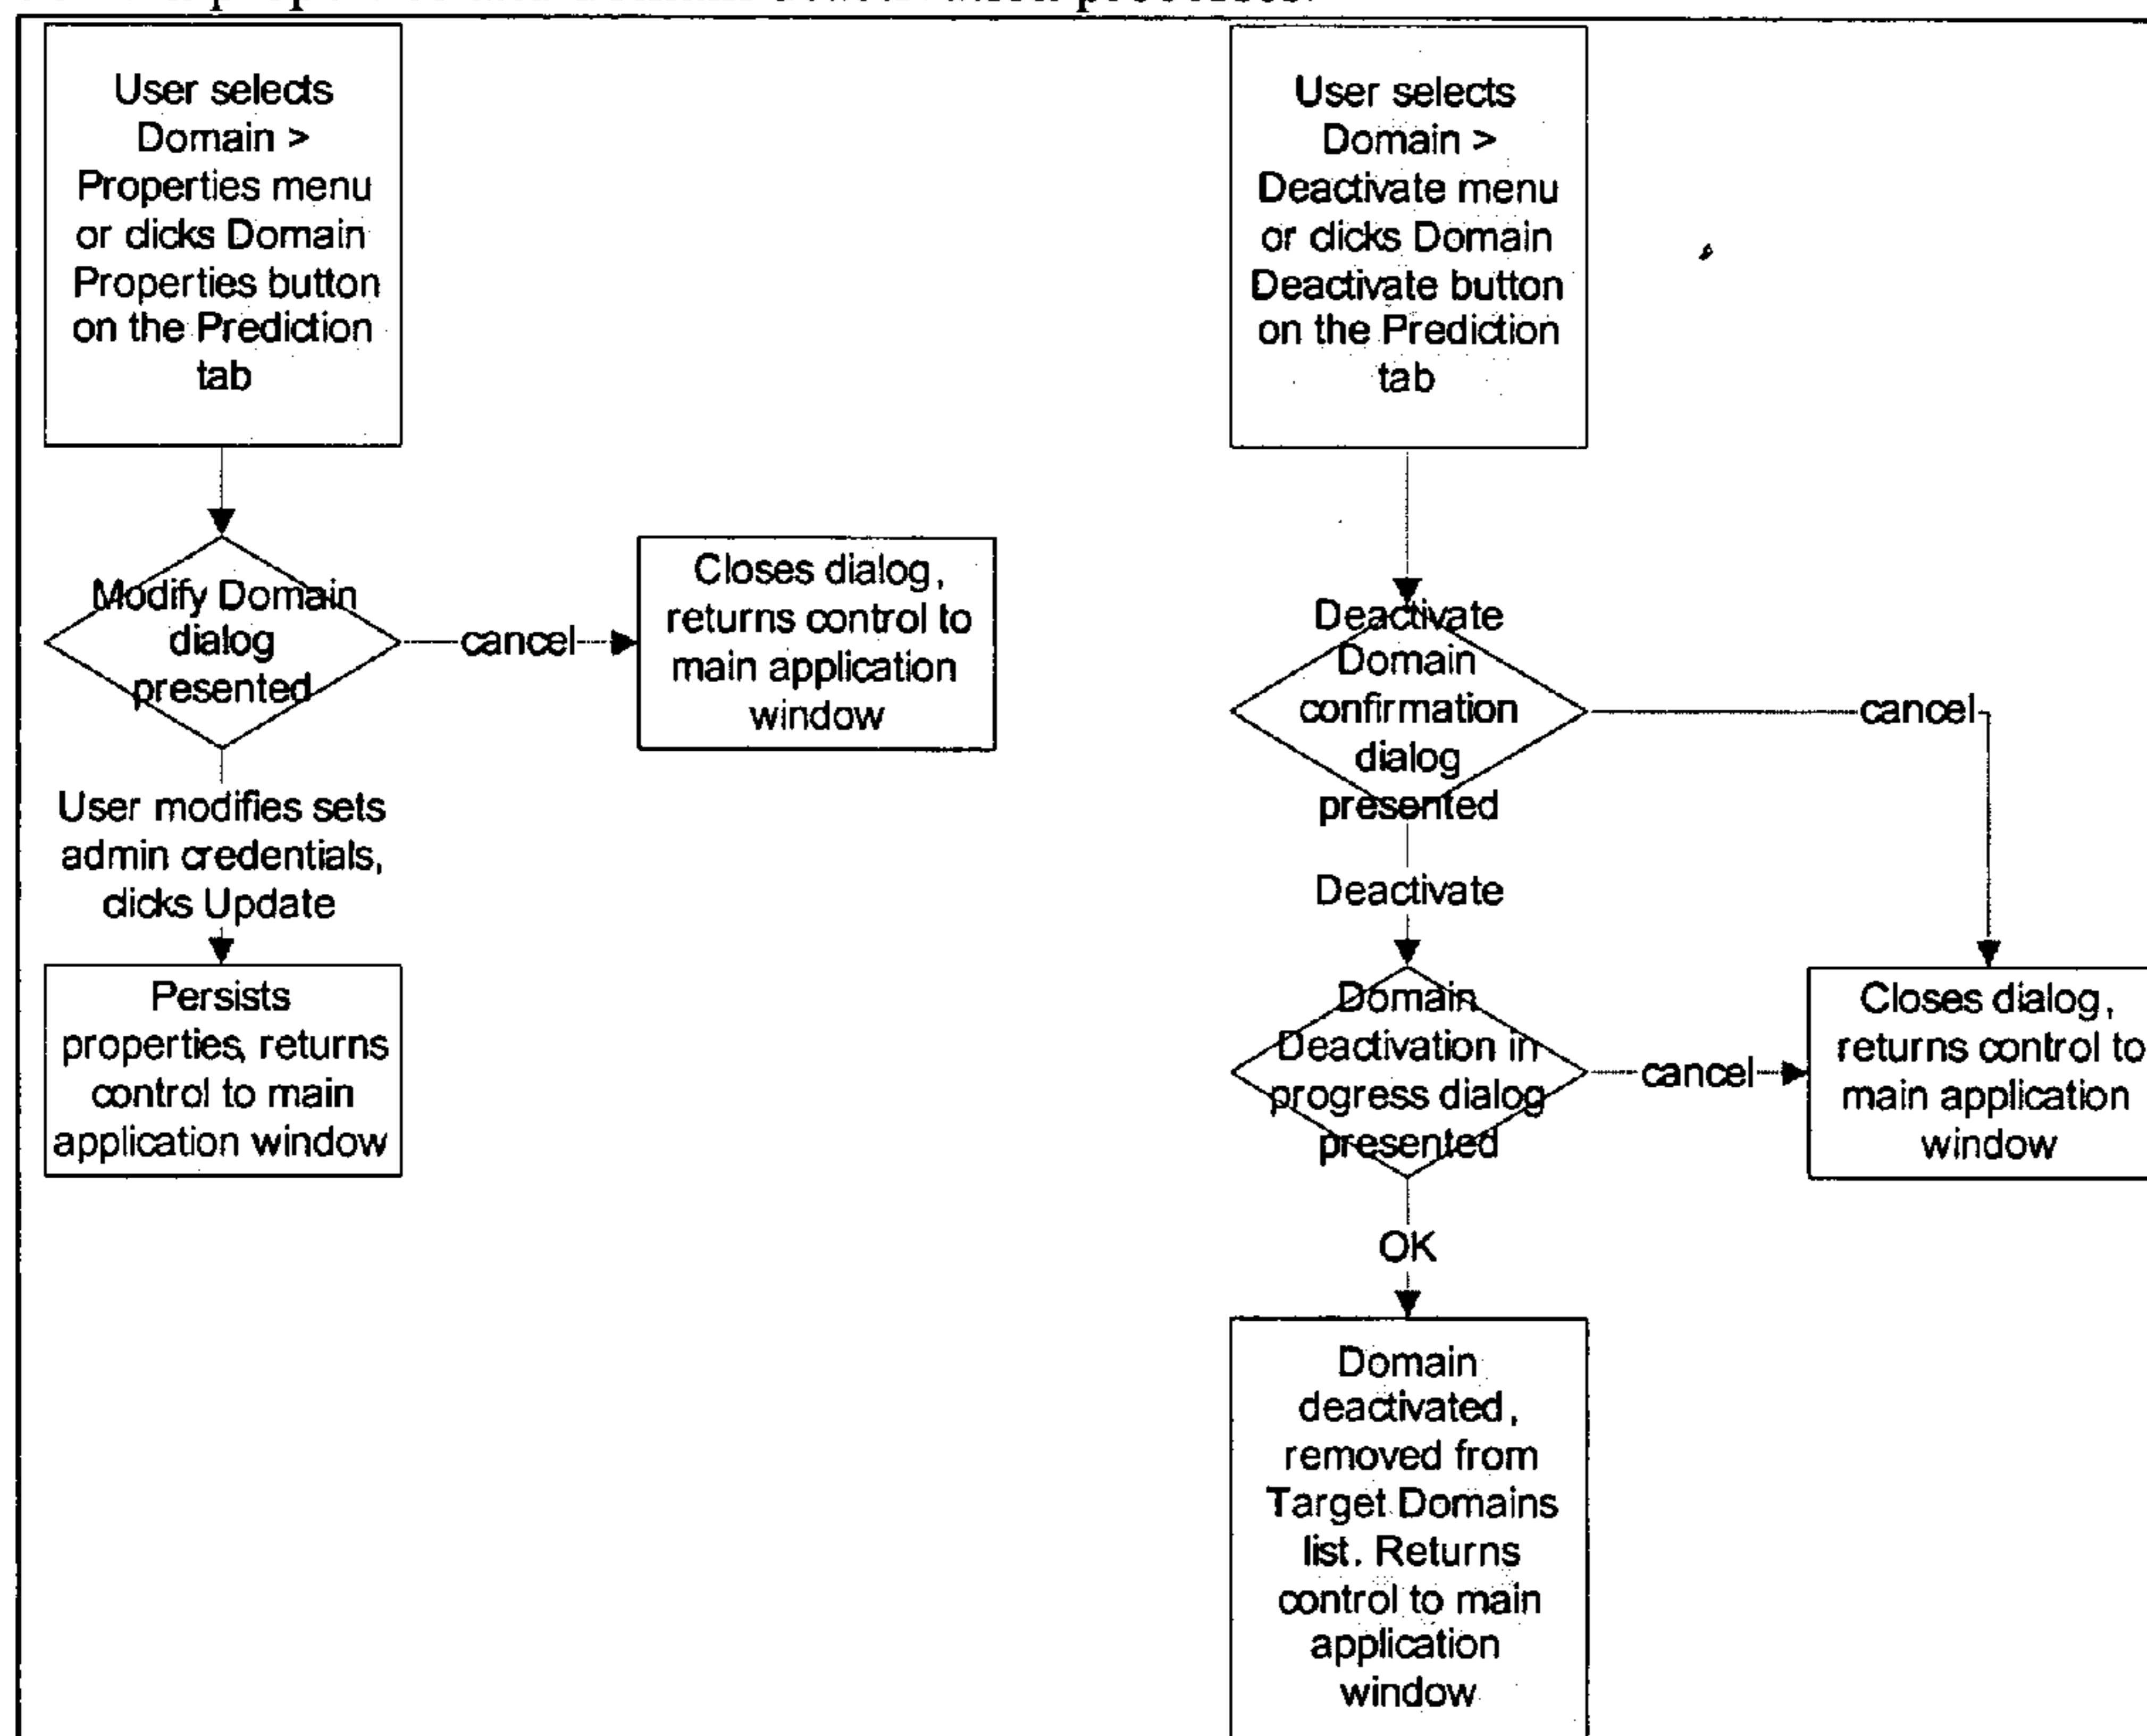 User selects
Domain >
Properties menu
or clicks Domain
Properties button
on the Prediction
tab
Modify Domain
dialog
presented
cancel
Closes dialog,
returns control to
main application
window
User modifies sets
admin credentials,
clicks Update
Persists
properties, returns
control to main
application window
User selects
Domain >
Deactivate menu
or clicks Domain
Deactivate button
on the Prediction
tab
Deactivate
Domain
confirmation
dialog
presented
cancel
Deactivate
Domain
Deactivation in
progress dialog
presented
cancel
Closes dialog,
returns control to
main application
window
OK
Domain
deactivated,
removed from
Target Domains
list. Returns
control to main
application
window